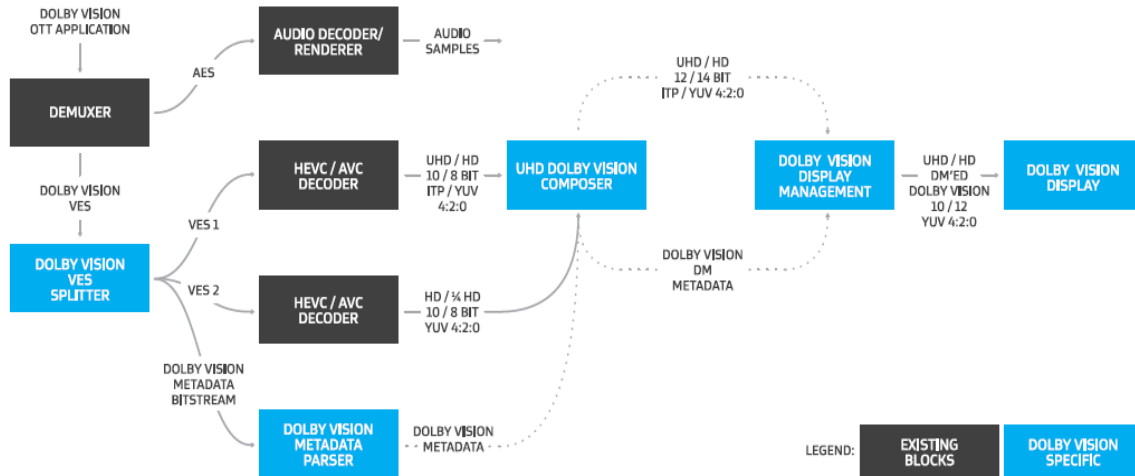 DOLBY VISION
OTT APPLICATION
DEMUXER
AES
AUDIO DECODER/
RENDERER
AUDIO
SAMPLES
DOLBY VISION
VES
DOLBY VISION
VES
SPLITTER
VES 1
VES 2
DOLBY VISION
METADATA
BITSTREAM
HEVC / AVC
DECODER
UHD / HD
10 / 8 BIT
ITP / YUV
4:2:0
HEVC / AVC
DECODER
HD / ¼ HD
10 / 8 BIT
YUV 4:2:0
DOLBY VISION
METADATA
PARSER
DOLBY VISION
METADATA
UHD DOLBY VISION
COMPOSER
UHD / HD
12 / 14 BIT
ITP / YUV 4:2:0
DOLBY VISION
DM
METADATA
DOLBY VISION
DISPLAY
MANAGEMENT
UHD / HD
DM'ED
DOLBY VISION
10 / 12
YUV 4:2:0
DOLBY VISION
DISPLAY
LEGEND:
EXISTING
BLOCKS
DOLBY VISION
SPECIFIC